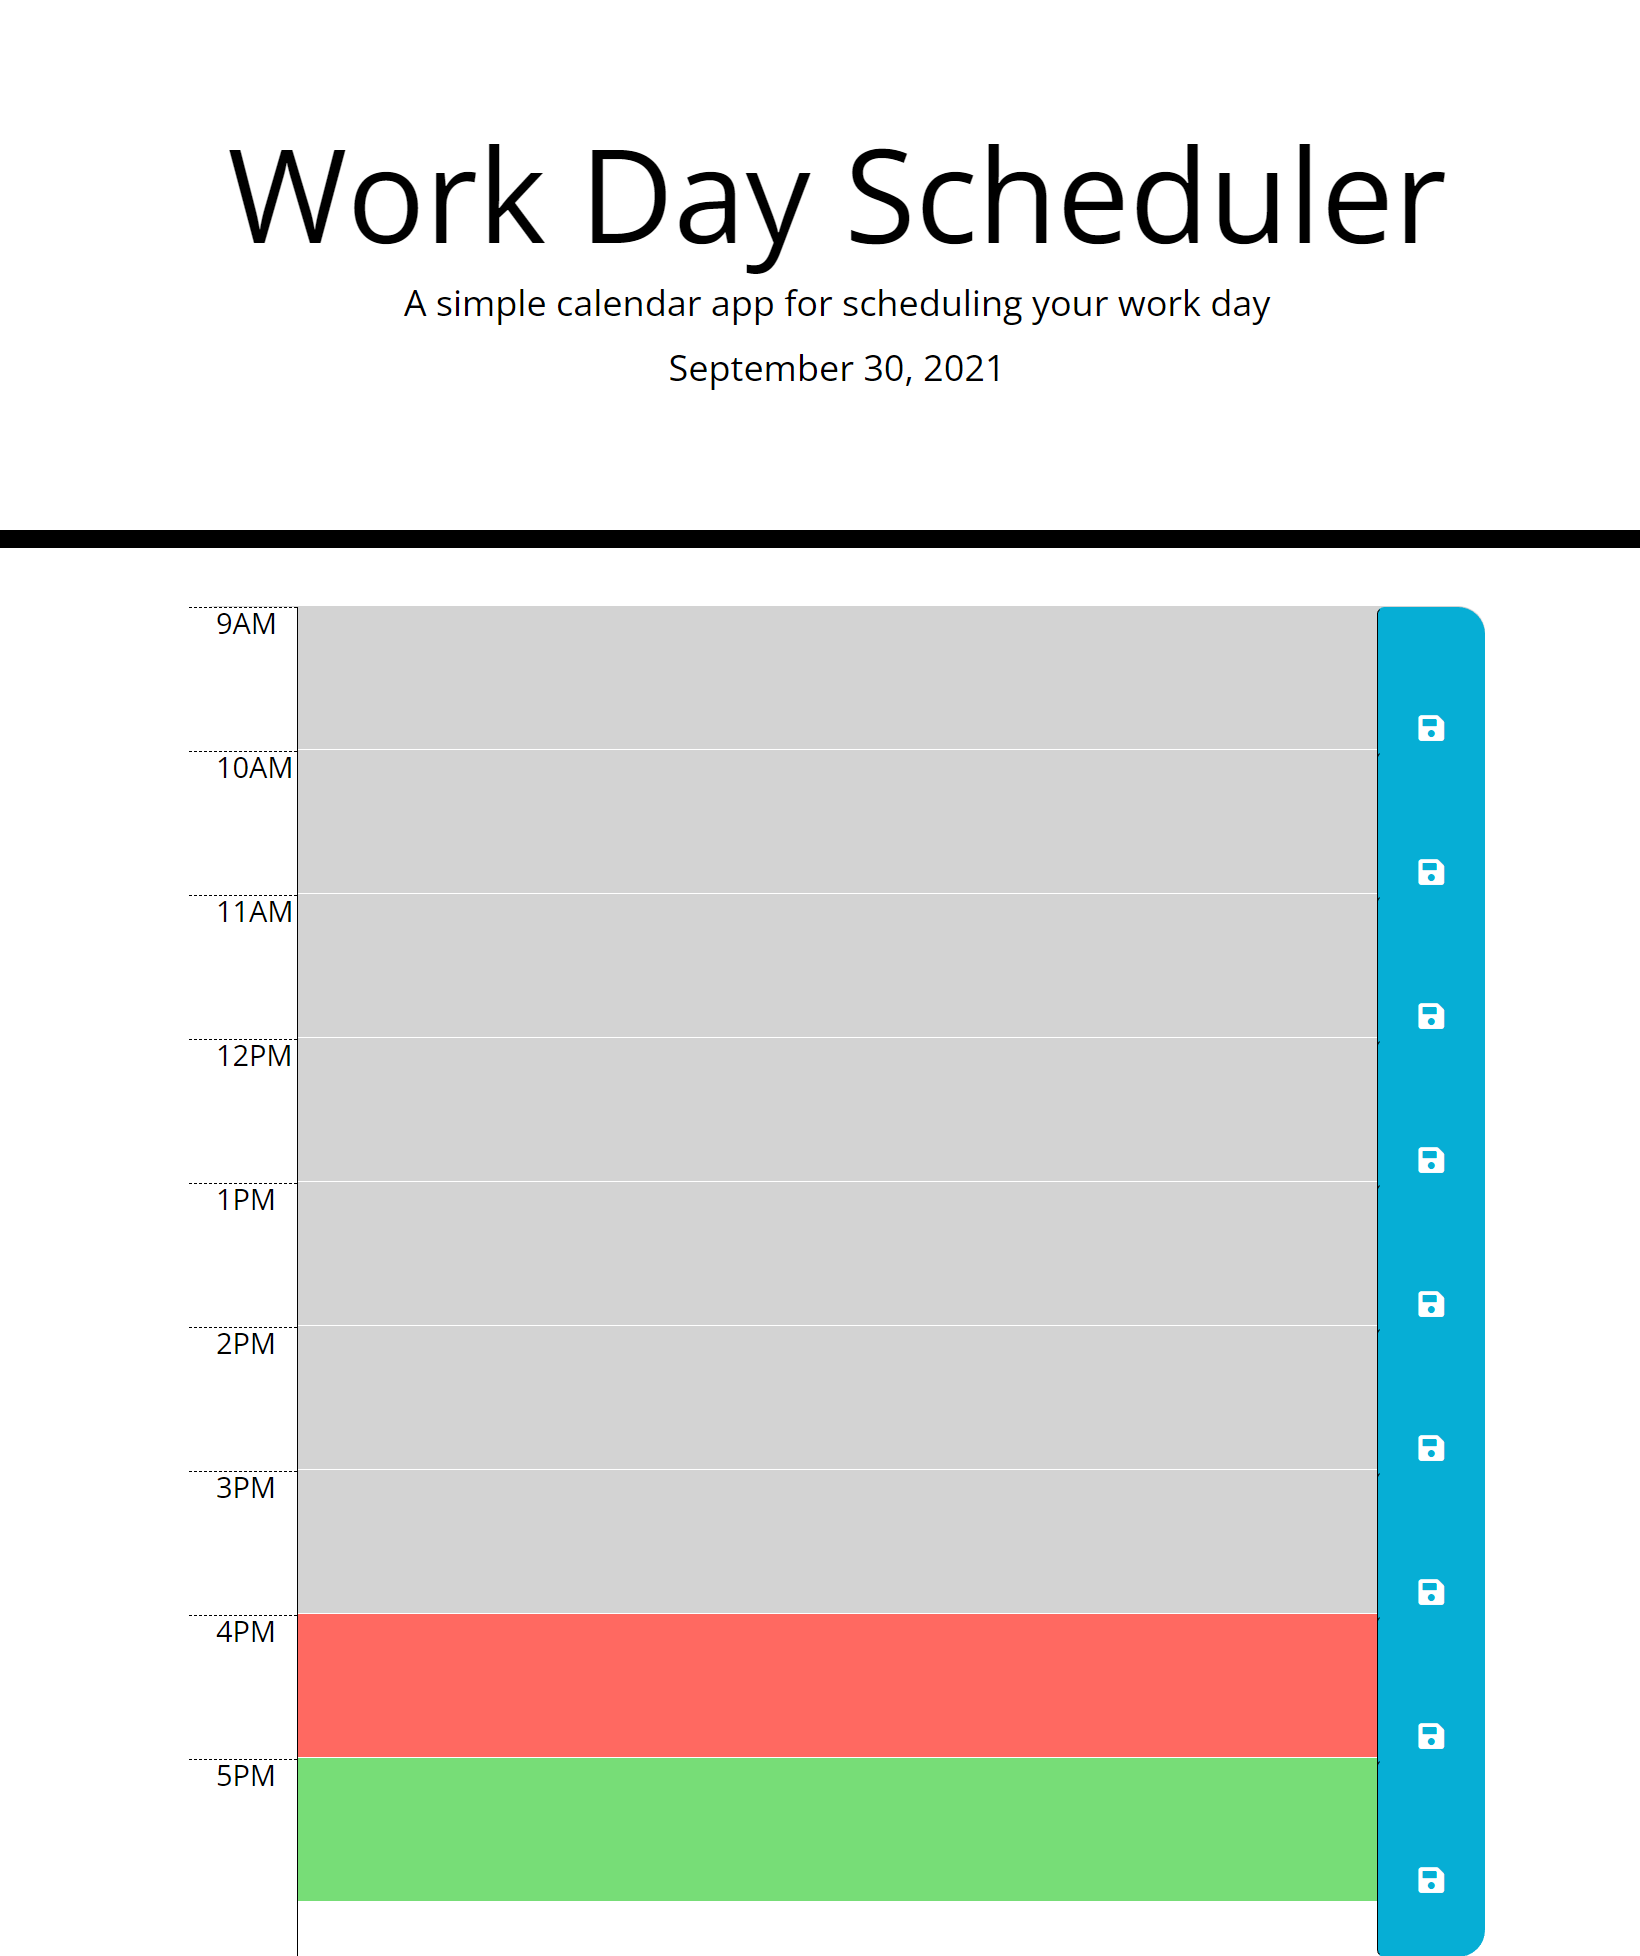 Work Day Scheduler
A simple calendar app for scheduling your work day
September 30, 2021
9AM
10AM
11AM
12PM
1PM
2PM
3PM
4PM
5PM